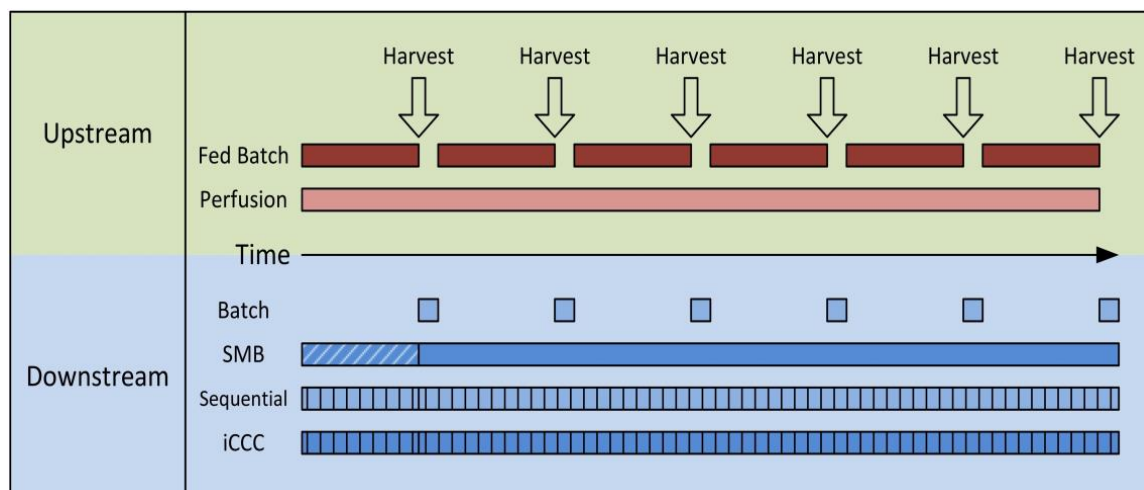 Harvest Harvest Harvest Harvest Harvest Harvest
Upstream
Fed Batch
Perfusion
Time
Batch
SMB
Downstream
Sequential
iCCC